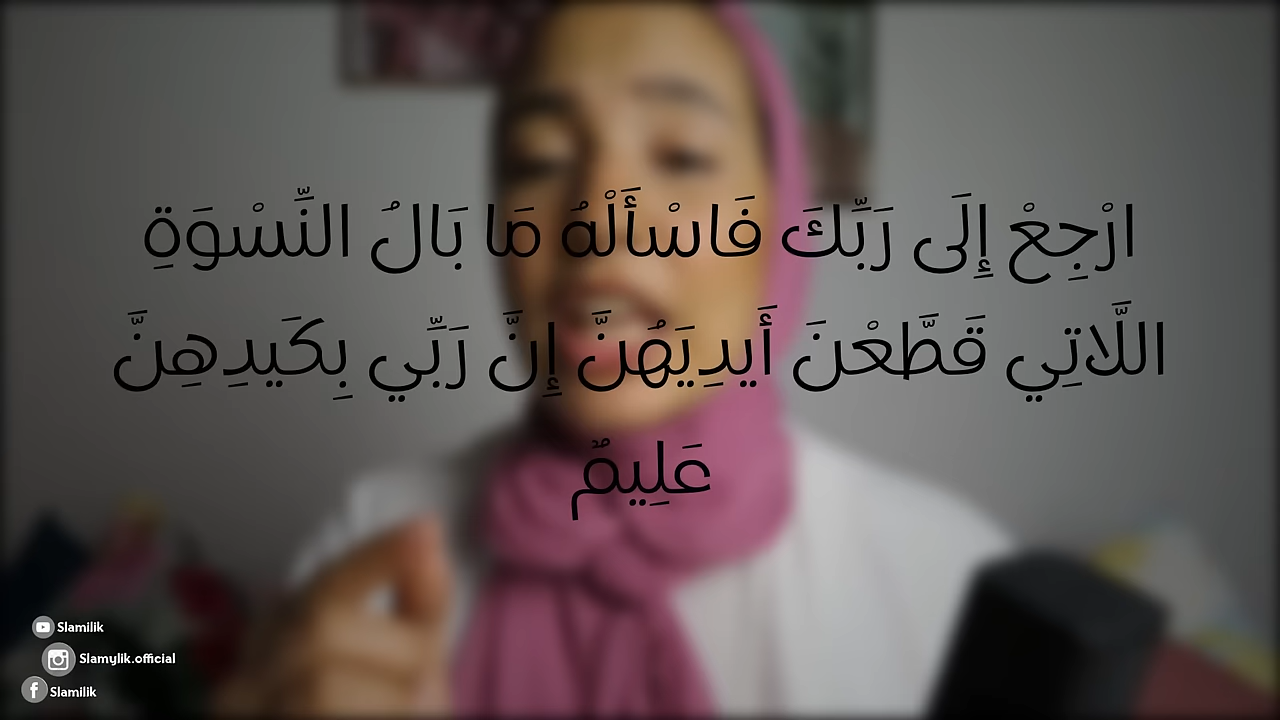 ارْجِعْ إِلَى رَبِّكَ فَاسْأَلْهُ مَا بَالُ النِّسْوَةِ
اللَّاتِي قَطَّعْنَ أَيدِيَهُنَّ إِنَّ رَبِّي بِكَيدِهِنَّ
عَلِيمٌ
Slamilik
Slamylik.official
Slamilik